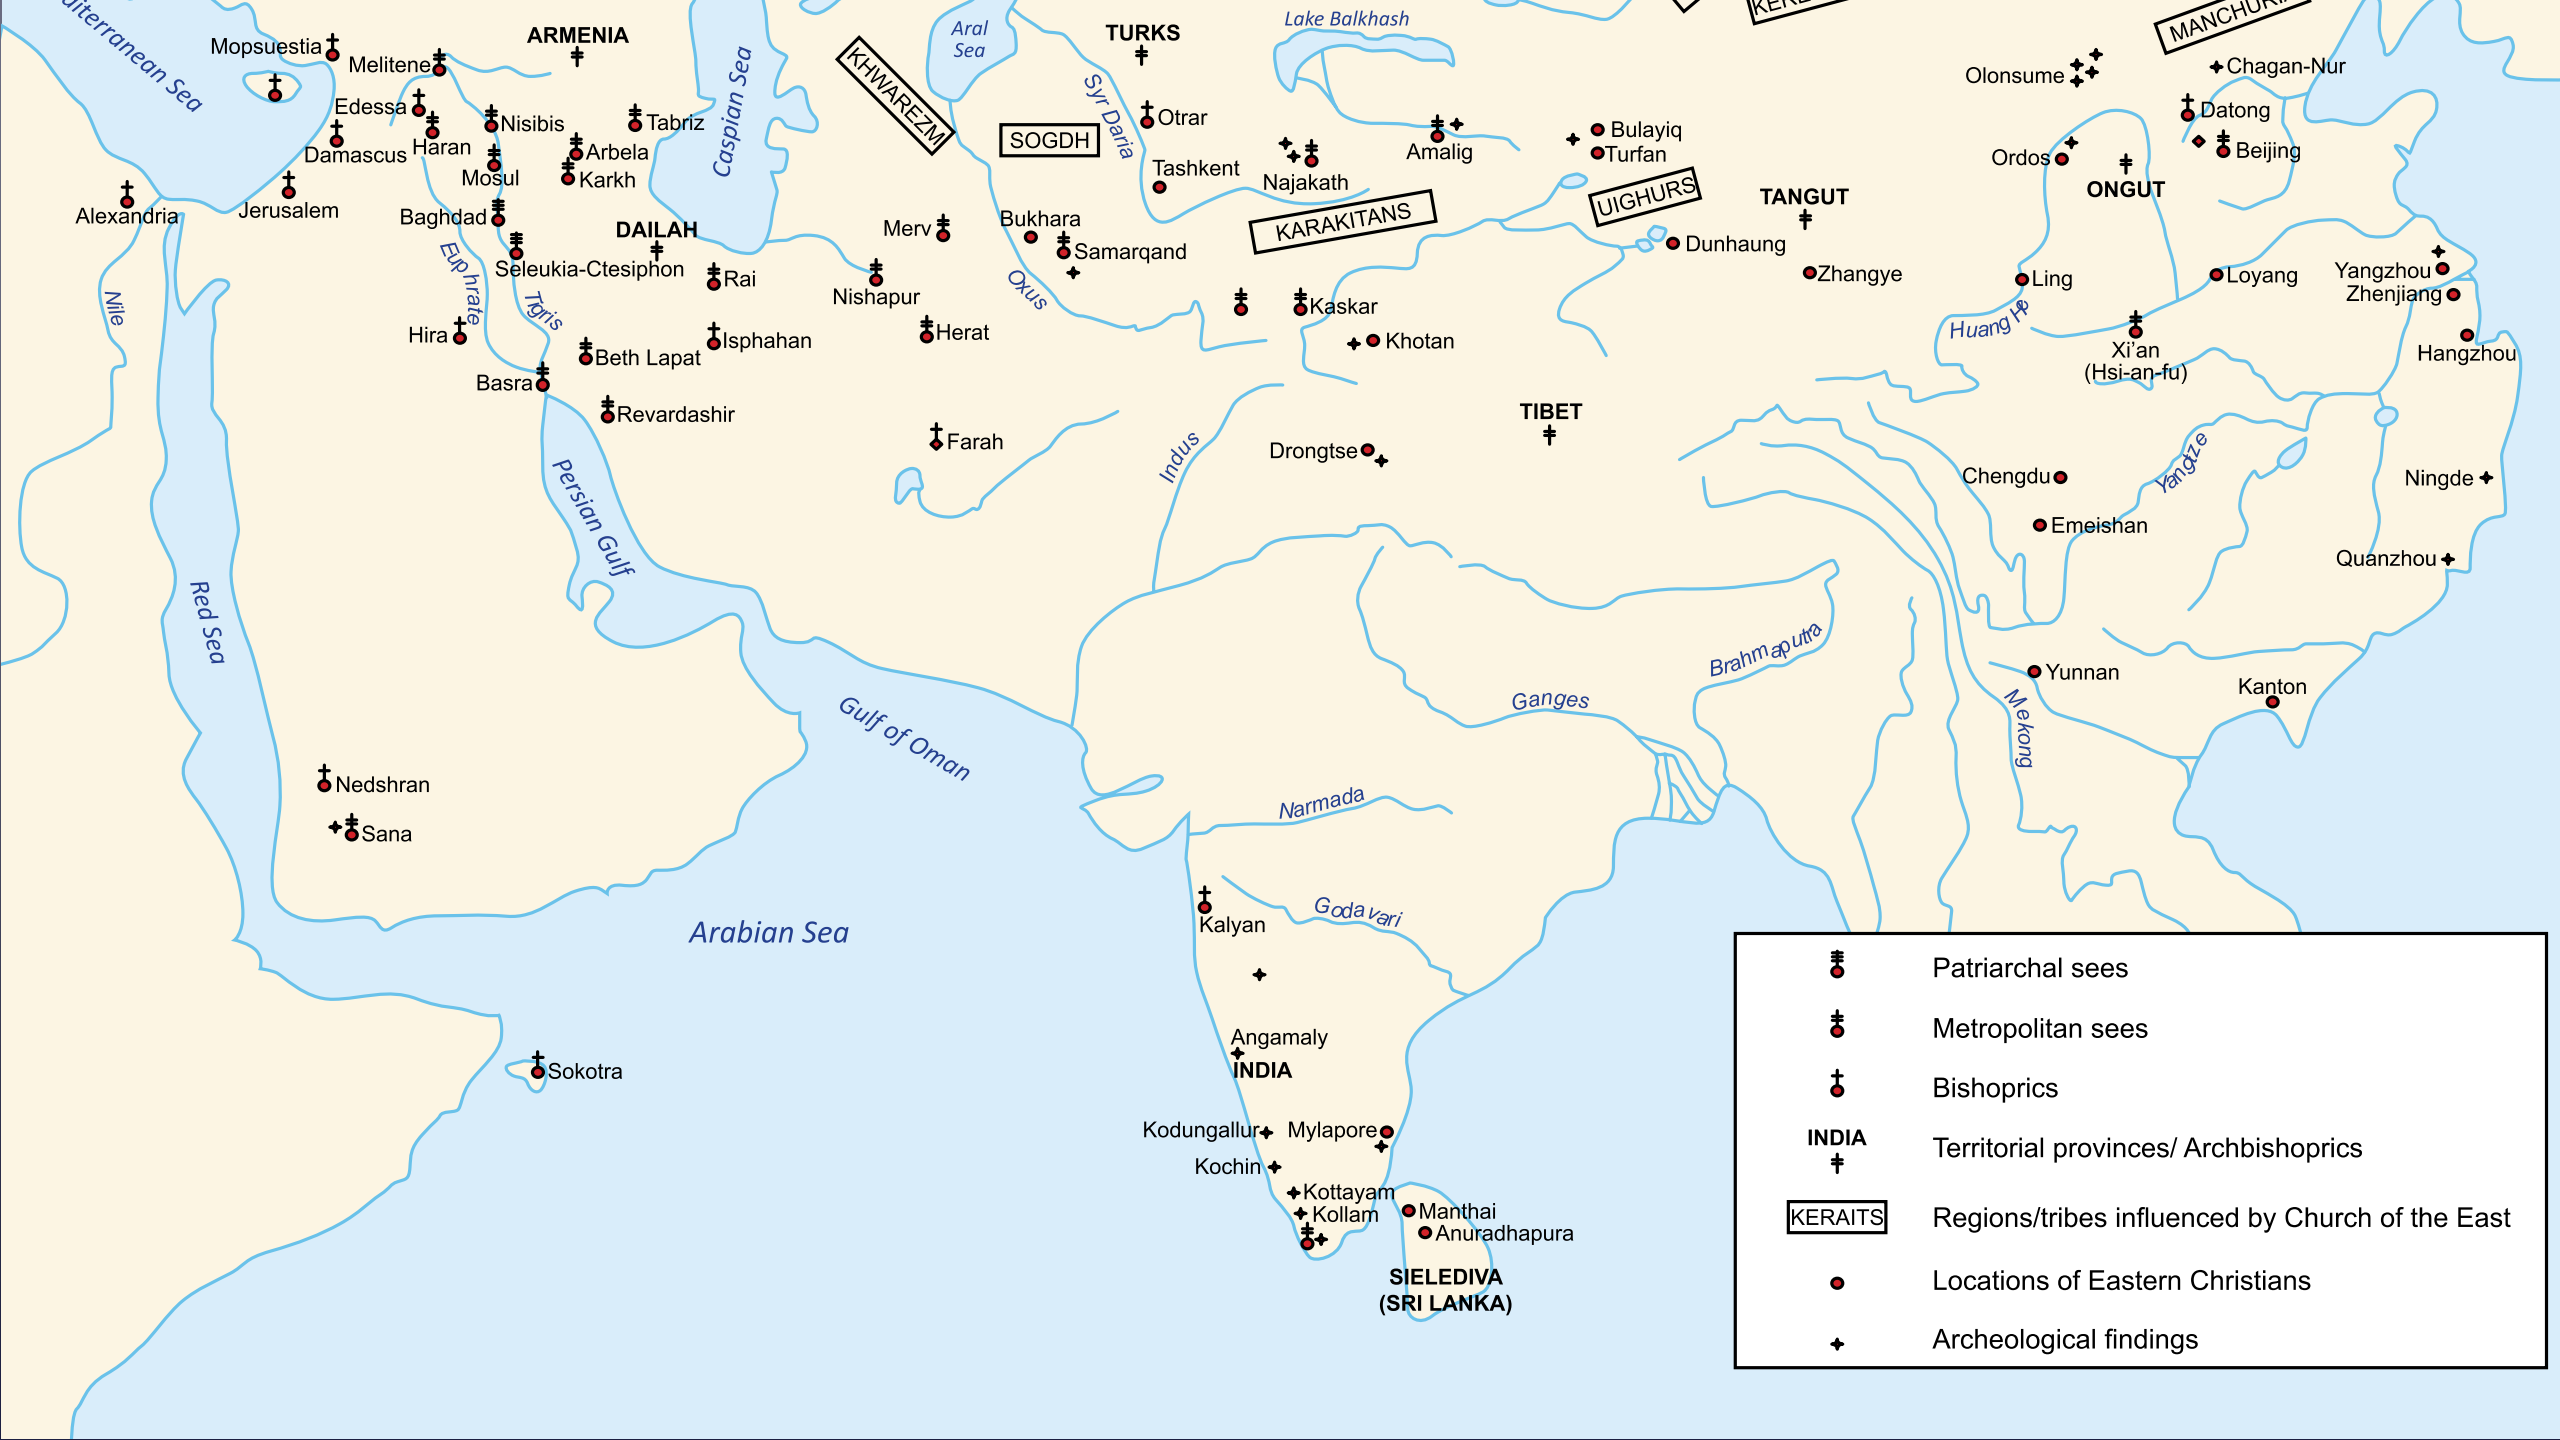 Mediterranean Sea
Mopsuestia
Melitene
ARMENIA
Caspian Sea
Aral
Sea
KHWAREZM
SOGDH
TURKS
Syr Daria
Lake Balkhash
MANCHURIA
Edessa
Nisibis
Tabriz
Otrar
Bulayiq
Olonsume
Chagan-Nur
Datong
Damascus
Haran
Arbela
Mosul
Karkh
Tashkent
Najakath
Amalig
Turfan
Ordos
Beijing
Alexandria
Jerusalem
Baghdad
DAILAH
Merv
Bukhara
Samarqand
KARAKITANS
UIGHURS
TANGUT
ONGUT
Dunhaung
Seleukia-Ctesiphon
Rai
Nishapur
Oxus
Kaskar
Zhangye
Ling
Loyang
Yangzhou
Zhenjiang
Nile
Euphrate
Tigris
Hira
Isphahan
Herat
Khotan
Huang He
Xi’an
(Hsi-an-fu)
Hangzhou
Beth Lapat
Basra
Revardashir
Farah
Indus
Drongtse
TIBET
Chengdu
Yangtze
Ningde
Persian Gulf
Emeishan
Quanzhou
Red Sea
Brahmaputra
Ganges
Yunnan
Mekong
Kanton
Gulf of Oman
Nedshran
Sana
Narmada
Kalyan
Godavari
Arabian Sea
Angamaly
INDIA
Sokotra
Kodungallur
Mylapore
Kochin
Kottayam
Kollam
Manthai
Anuradhapura
SIELEDIVA
(SRI LANKA)
Patriarchal sees
Metropolitan sees
Bishoprics
INDIA
Territorial provinces/ Archbishoprics
KERAITS
Regions/tribes influenced by Church of the East
Locations of Eastern Christians
Archeological findings